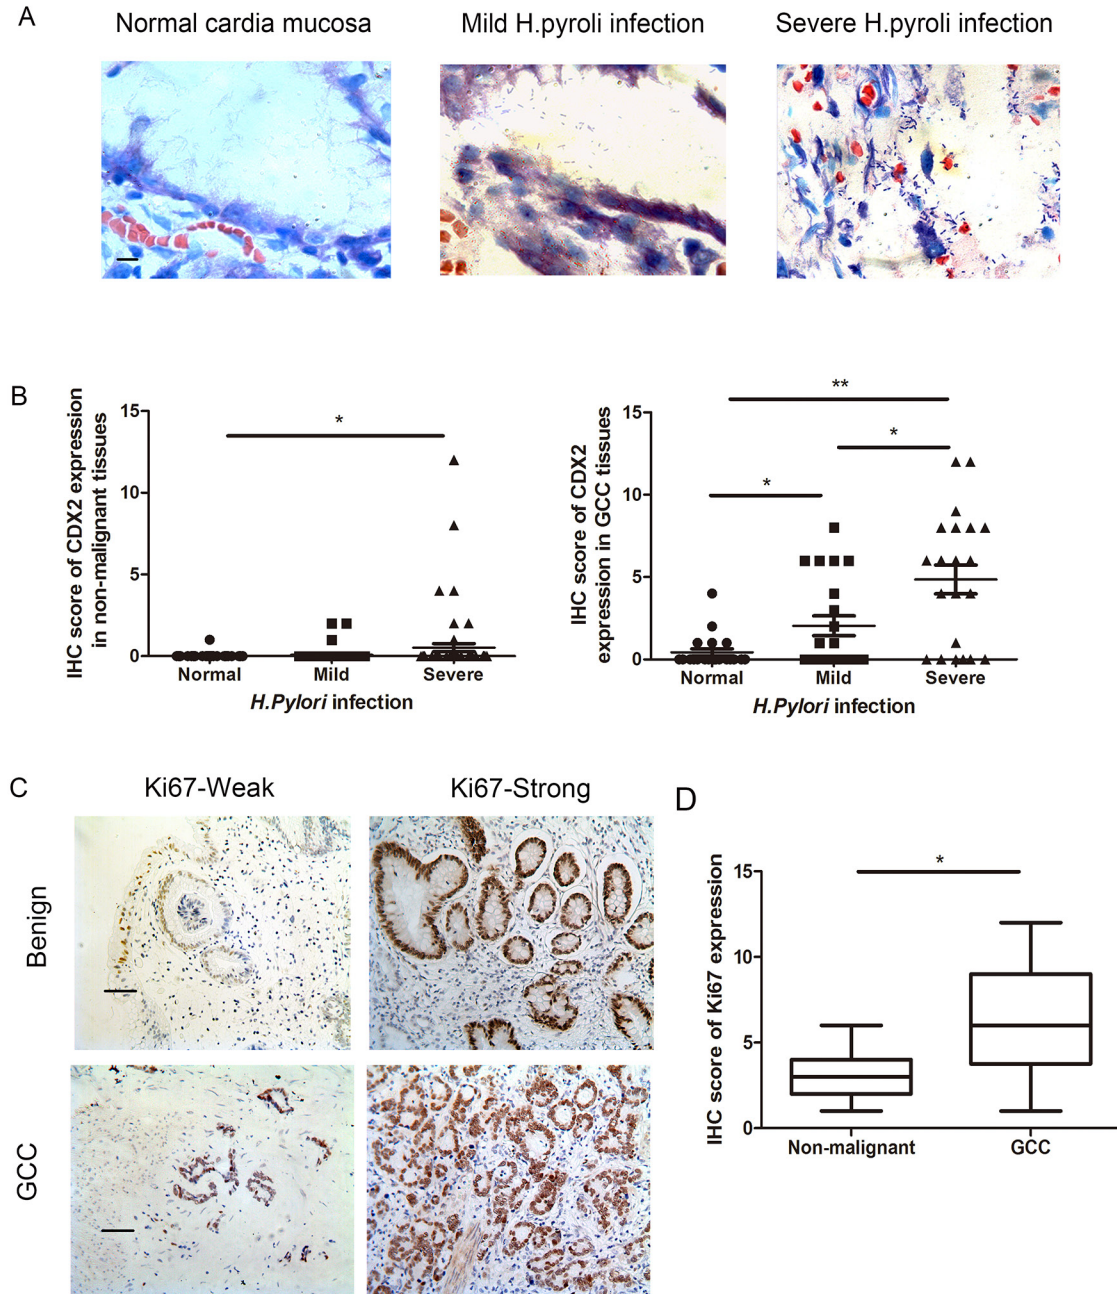 A
Normal cardia mucosa
Mild H.pyroli infection
Severe H.pyroli infection
B
IHC score of CDX2 expression
in non-malignant tissues
15
10
5
0
*
Normal
Mild
Severe
H.Pylori infection
IHC score of CDX2
expression in GCC tissues
15
10
5
0
**
*
*
Normal
Mild
Severe
H.Pylori infection
C
Ki67-Weak
Ki67-Strong
Benign
GCC
D
IHC score of Ki67 expression
15
10
5
0
*
Non-malignant
GCC